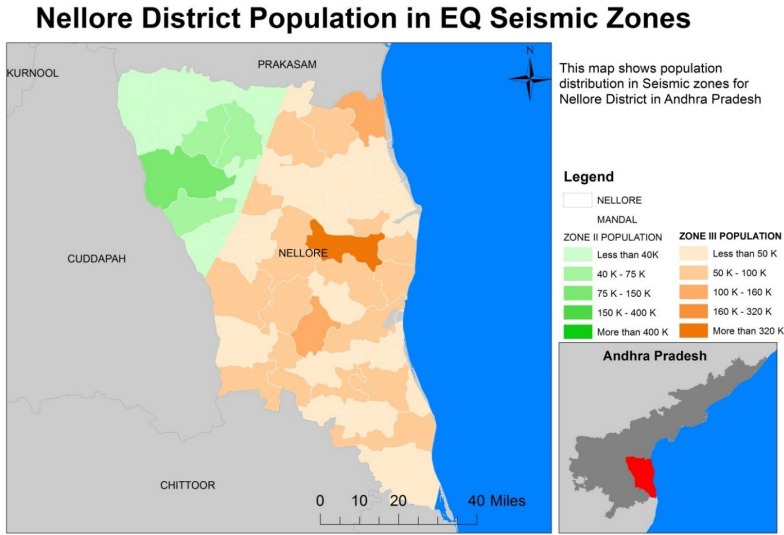 Nellore District Population in EQ Seismic Zones
KURNOOL
PRAKASAM
N
CUDDAPAH
NELLORE
CHITTOOR
0 10 20 40 Miles
This map shows population
distribution in Seismic zones for
Nellore District in Andhra Pradesh
Legend
NELLORE
MANDAL
ZONE II POPULATION
Less than 40K
40 K - 75 K
75 K - 150 K
150 K - 400 K
More than 400 K
ZONE III POPULATION
Less than 50 K
50 K - 100 K
100 K - 160 K
160 K - 320 K
More than 320 K
Andhra Pradesh